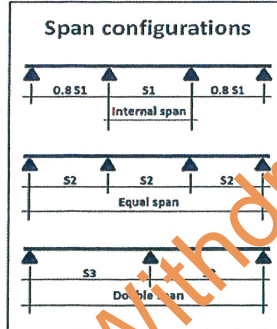 Span configurations
0.8 S1 S1 0.8 S1
Internal span
S2 S2 S2
Equal span
S3
Double span
Withdr